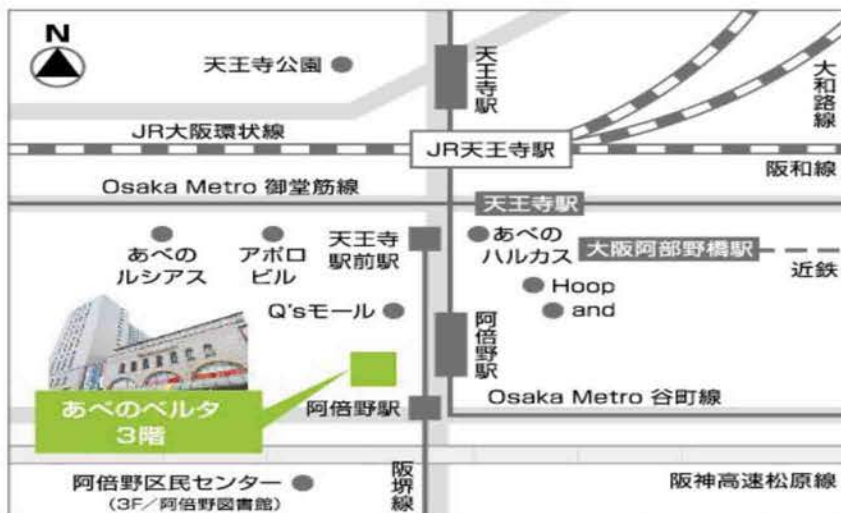 N
天王寺公園
天王寺駅
大和路線
JR大阪環状線
JR天王寺駅
阪和線
Osaka Metro 御堂筋線
天王寺駅
あべの
ルシアス
アポロ
ビル
天王寺
駅前駅
あべの
ハルカス
大阪阿部野橋駅
近鉄
Hoop
and
Q'sモール
阿倍野駅
あべのベルタ
3階
阿倍野駅
Osaka Metro 谷町線
阿倍野区民センター
(3F/阿倍野図書館)
阪堺線
阪神高速松原線